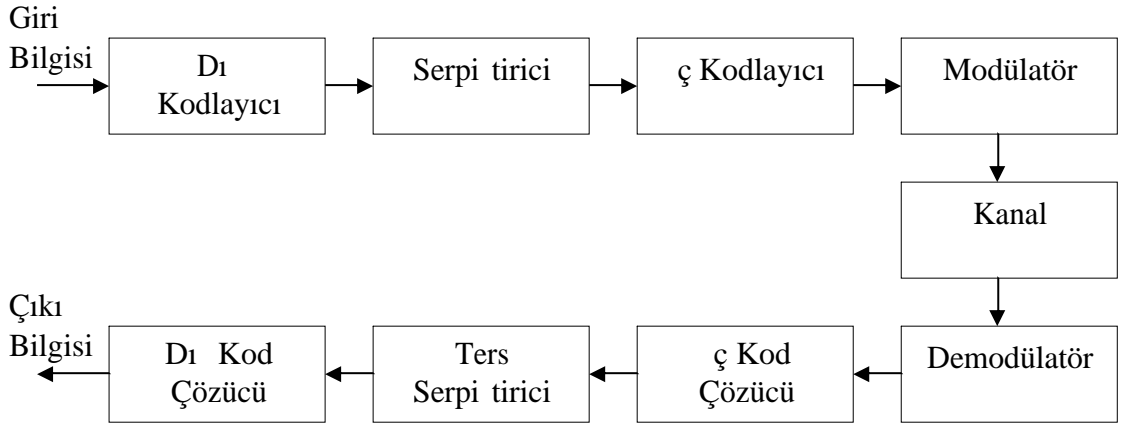 Giri
Bilgisi
Dı
Kodlayıcı
Serpi tirici
ç Kodlayıcı
Modülatör
Kanal
Çıkı
Bilgisi
Dı Kod
Çözücü
Ters
Serpi tirici
ç Kod
Çözücü
Demodülatör